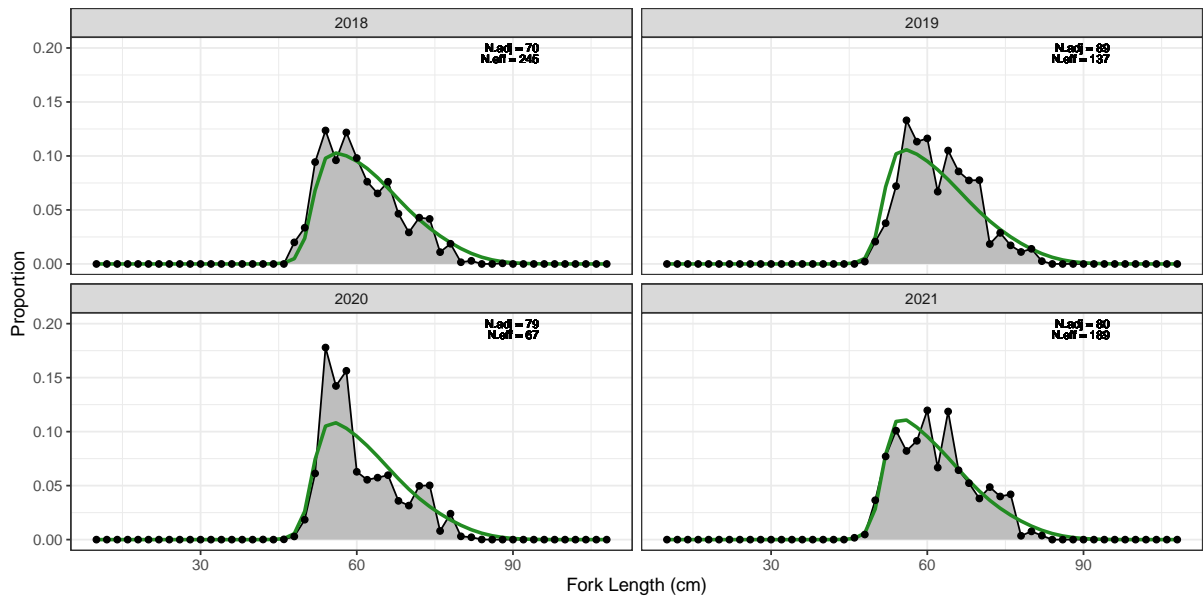 2018
2019
N.adj = 70
N.eff = 245
N.adj = 89
N.eff = 137
0.20
0.15
0.10
0.05
0.00
2020
2021
N.adj = 79
N.eff = 67
N.adj = 80
N.eff = 189
0.20
0.15
0.10
0.05
0.00
Proportion
30
60
90
30
60
90
Fork Length (cm)